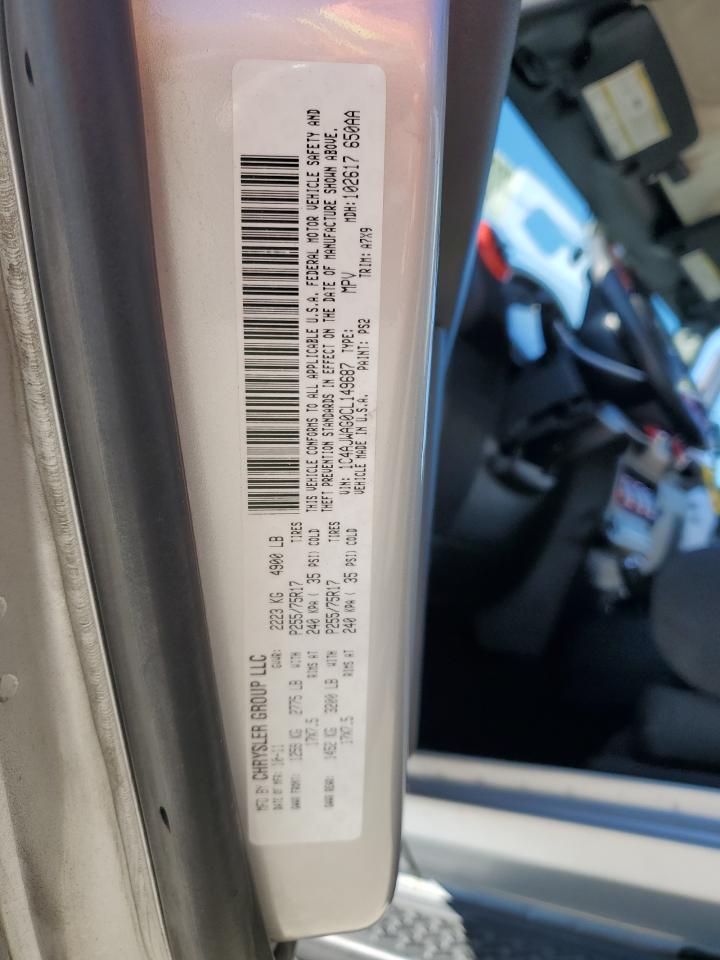 MFD BY CHRYSLER GROUP LLC
DATE OF MFR: 10-11 GVWR: 2223 KG 4900 LB
GAWR FRONT: 1259 KG 2775 LB WITH P255/75R17 TIRES
17X7.5 RIMS AT 240 KPA ( 35 PSI) COLD
GAWR REAR: 1452 KG 3200 LB WITH P255/75R17 TIRES
17X7.5 RIMS AT 240 KPA ( 35 PSI) COLD
THIS VEHICLE CONFORMS TO ALL APPLICABLE U.S.A. FEDERAL MOTOR VEHICLE SAFETY AND
THEFT PREVENTION STANDARDS IN EFFECT ON THE DATE OF MANUFACTURE SHOWN ABOVE.
VIN: 1C4AJWAG0CL149687 TYPE: MPV MDH:102617 650AA
VEHICLE MADE IN U.S.A. PAINT: PS2 TRIM: A7X9